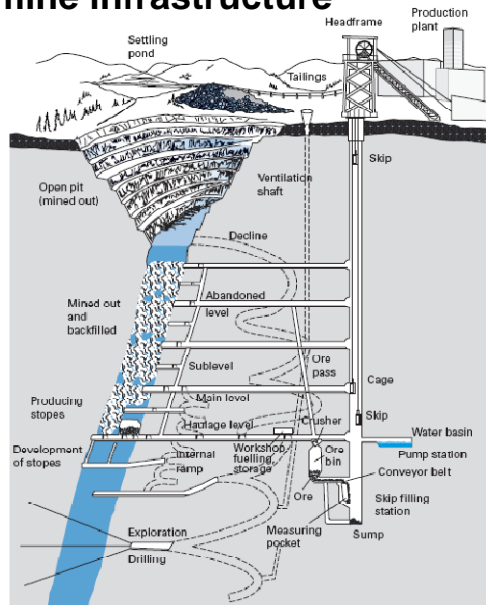 mine infrastructure
Production
plant
Headframe
Settling
pond
Tailings
Skip
Open pit
(mined out)
Ventilation
shaft
Decline
Abandoned
level
Mined out
and
backfilled
Ore
pass
Sublevel
Cage
Main level
Producing
stopes
Skip
Haulage level
Crusher
Water basin
Development
of stopes
Internal
ramp
Workshop
fuelling
storage
Ore
bin
Pump station
Conveyor belt
Ore
Skip filling
station
Measuring
pocket
Exploration
Sump
Drilling